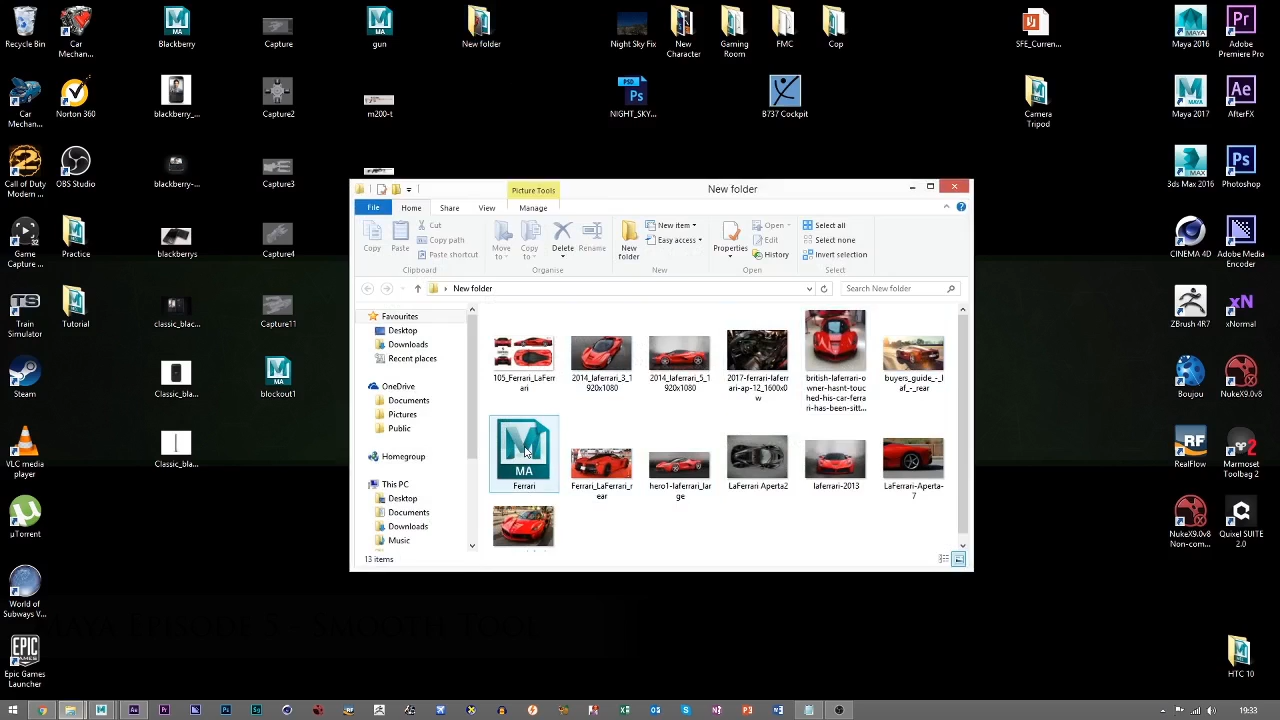 Recycle Bin
Car Mechan...
Blackberry
Capture
gun
New folder
Night Sky Fix
New Character
Gaming Room
FMC
Cop
SFE_Curren...
Maya 2016
Adobe Premiere Pro
Car Mechan...
Norton 360
blackberry_...
Capture2
m200-t
NIGHT_SKY...
B737 Cockpit
Camera Tripod
Maya 2017
AfterFX
Call of Duty Modern ...
OBS Studio
blackberry-...
Capture3
3ds Max 2016
Photoshop
Game Capture ...
Practice
blackberrys
Capture4
CINEMA 4D
Adobe Media Encoder
Train Simulator
Tutorial
classic_blac...
Capture11
ZBrush 4R7
xNormal
Steam
Classic_bla...
blockout1
Boujou
NukeX9.0v8
VLC media player
Classic_bla...
RealFlow
Marmoset Toolbag 2
µTorrent
NukeX9.0v8 Non-com...
Quixel SUITE 2.0
World of Subways V...
Epic Games Launcher
HTC 10
Picture Tools
New folder
File
Home
Share
View
Manage
Copy
Paste
Cut
Copy path
Paste shortcut
Clipboard
Move to
Copy to
Delete
Rename
Organise
New folder
New item
Easy access
New
Properties
Open
Edit
History
Open
Select all
Select none
Invert selection
Select
New folder
Search New folder
Favourites
Desktop
Downloads
Recent places
OneDrive
Documents
Pictures
Public
Homegroup
This PC
Desktop
Documents
Downloads
Music
105_Ferrari_LaFerrari
2014_laferrari_3_1920x1080
2014_laferrari_5_1920x1080
2017-ferrari-laferrari-ap-12_1600x0w
british-laferrari-owner-hasnt-touched-his-car-ferrari-has-been-sitt...
buyers_guide_-_laf_-_rear
MA
Ferrari
Ferrari_LaFerrari_rear
hero1-laferrari_large
LaFerrari Aperta2
laferrari-2013
LaFerrari-Aperta-7
13 items
Maya Episode 5 - Smooth Tool
19:33